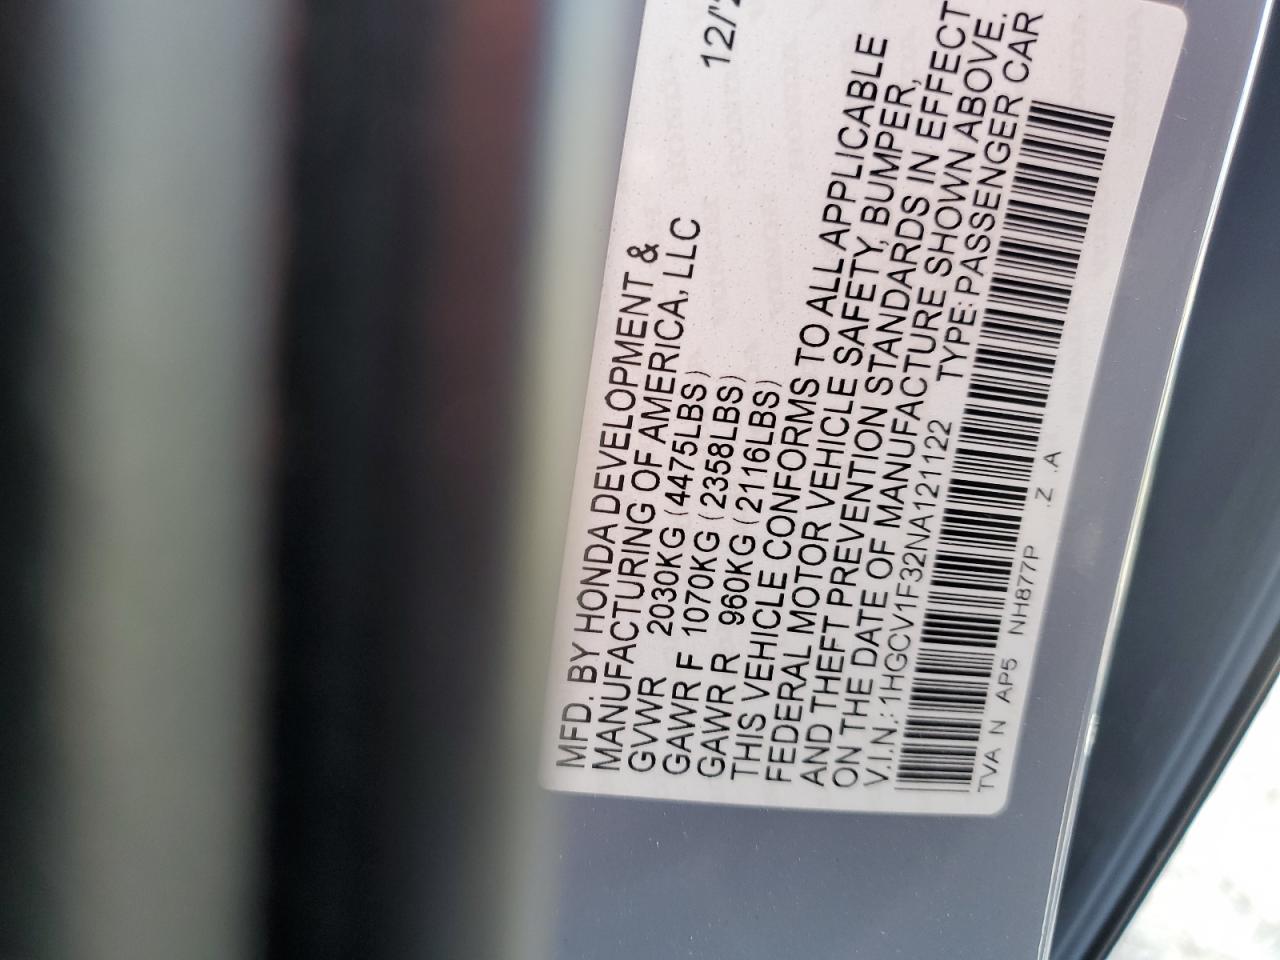 MFD. BY HONDA DEVELOPMENT &
MANUFACTURING OF AMERICA, LLC 12/
GVWR 2030KG (4475LBS)
GAWR F 1070KG (2358LBS)
GAWR R 960KG (2116LBS)
THIS VEHICLE CONFORMS TO ALL APPLICABLE
FEDERAL MOTOR VEHICLE SAFETY, BUMPER,
AND THEFT PREVENTION STANDARDS IN EFFECT
ON THE DATE OF MANUFACTURE SHOWN ABOVE.
V.I.N.: 1HGCV1F32NA121122 TYPE: PASSENGER CAR
TVA N AP5 NH877P .Z .A